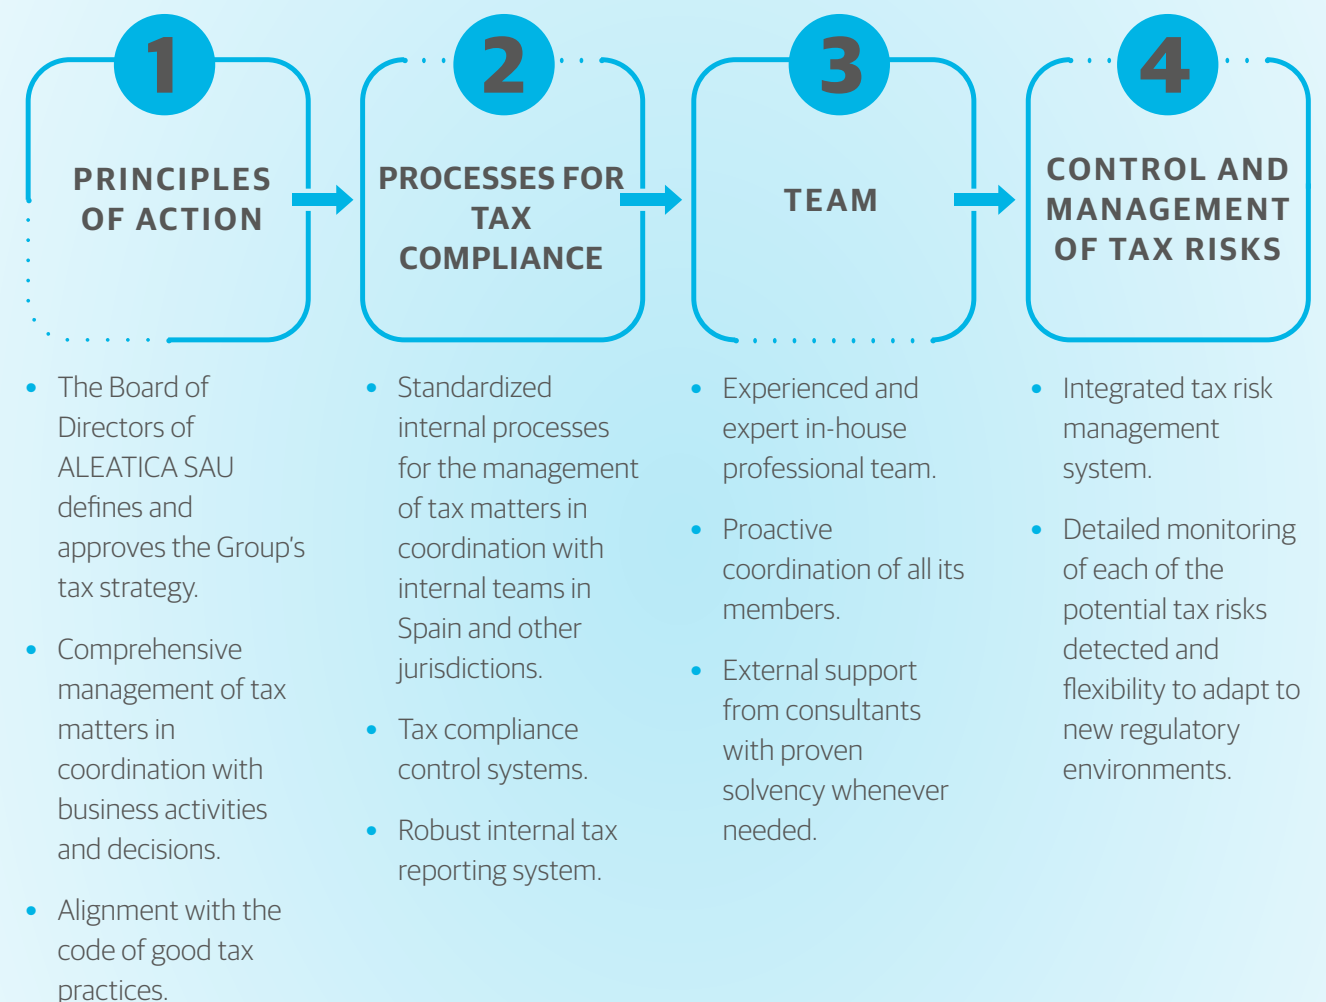 1
PRINCIPLES
OF ACTION
• The Board of
Directors of
ALEATICA SAU
defines and
approves the Group's
tax strategy.
• Comprehensive
management of tax
matters in
coordination with
business activities
and decisions.
• Alignment with the
code of good tax
practices.
2
PROCESSES FOR
TAX
COMPLIANCE
• Standardized
internal processes
for the management
of tax matters in
coordination with
internal teams in
Spain and other
jurisdictions.
• Tax compliance
control systems.
• Robust internal tax
reporting system.
3
TEAM
• Experienced and
expert in-house
professional team.
• Proactive
coordination of all its
members.
• External support
from consultants
with proven
solvency whenever
needed.
4
CONTROL AND
MANAGEMENT
OF TAX RISKS
• Integrated tax risk
management
system.
• Detailed monitoring
of each of the
potential tax risks
detected and
flexibility to adapt to
new regulatory
environments.